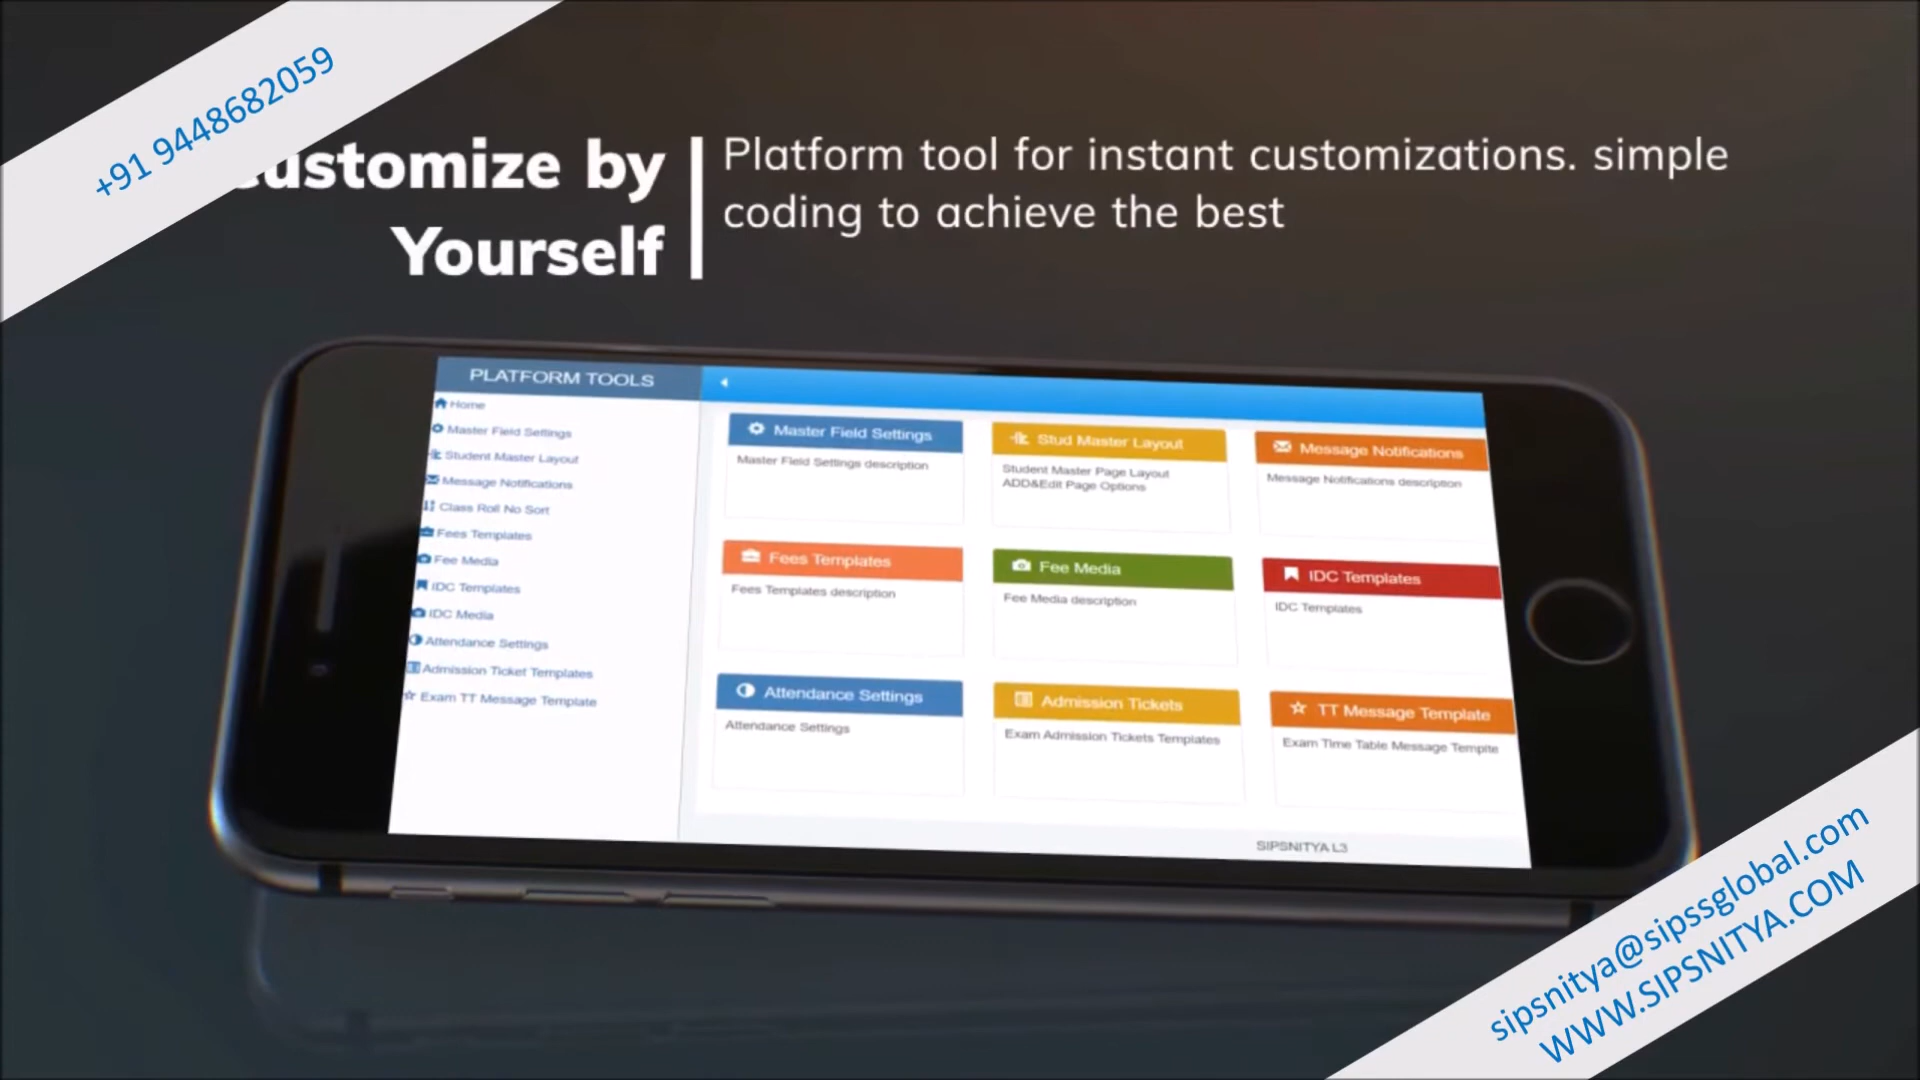 +91 9448682059
Customize by
Yourself
Platform tool for instant customizations. simple
coding to achieve the best
PLATFORM TOOLS
Home
Master Field Settings
Student Master Layout
Message Notifications
Class Roll No Sort
Fees Templates
Fee Media
IDC Templates
IDC Media
Attendance Settings
Admission Ticket Templates
Exam TT Message Template
Master Field Settings
Master Field Settings description
Stud Master Layout
Student Master Page Layout
ADD&Edit Page Options
Message Notifications
Message Notifications description
Fees Templates
Fees Templates description
Fee Media
Fee Media description
IDC Templates
IDC Templates
Attendance Settings
Attendance Settings
Admission Tickets
Exam Admission Tickets Templates
TT Message Template
Exam Time Table Message Templte
SIPSNITYA L3
sipsnitya@sipssglobal.com
WWW.SIPSNITYA.COM